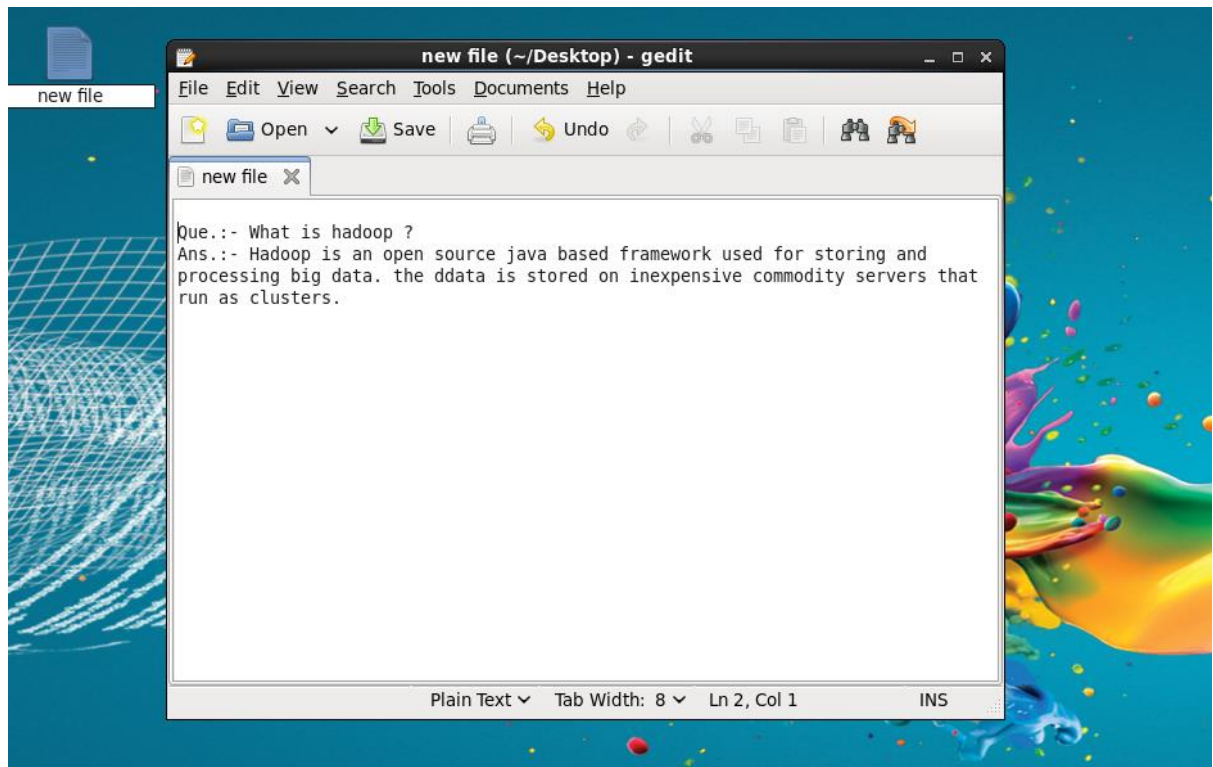 new file
new file (~/Desktop) - gedit
File Edit View Search Tools Documents Help
Open Save Undo
new file
Que.:- What is hadoop ?
Ans.:- Hadoop is an open source java based framework used for storing and
processing big data. the ddata is stored on inexpensive commodity servers that
run as clusters.
Plain Text Tab Width: 8 Ln 2, Col 1 INS